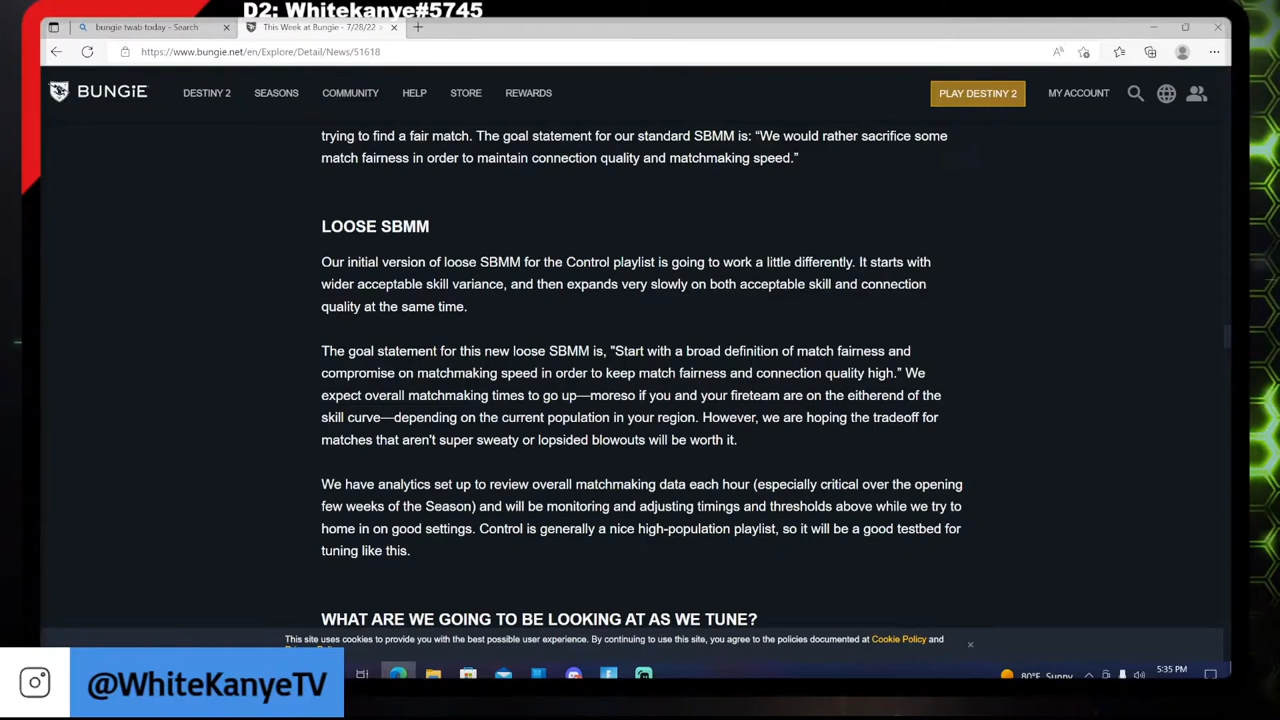 D2: Whitekanye#5745
bungie twab today - Search
This Week at Bungie - 7/28/22 >
https://www.bungie.net/en/Explore/Detail/News/51618
BUNGiE
DESTINY 2
SEASONS
COMMUNITY
HELP
STORE
REWARDS
PLAY DESTINY 2
MY ACCOUNT
trying to find a fair match. The goal statement for our standard SBMM is: “We would rather sacrifice some
match fairness in order to maintain connection quality and matchmaking speed.”
LOOSE SBMM
Our initial version of loose SBMM for the Control playlist is going to work a little differently. It starts with
wider acceptable skill variance, and then expands very slowly on both acceptable skill and connection
quality at the same time.
The goal statement for this new loose SBMM is, "Start with a broad definition of match fairness and
compromise on matchmaking speed in order to keep match fairness and connection quality high.” We
expect overall matchmaking times to go up—moreso if you and your fireteam are on the eitherend of the
skill curve—depending on the current population in your region. However, we are hoping the tradeoff for
matches that aren't super sweaty or lopsided blowouts will be worth it.
We have analytics set up to review overall matchmaking data each hour (especially critical over the opening
few weeks of the Season) and will be monitoring and adjusting timings and thresholds above while we try to
home in on good settings. Control is generally a nice high-population playlist, so it will be a good testbed for
tuning like this.
WHAT ARE WE GOING TO BE LOOKING AT AS WE TUNE?
This site uses cookies to provide you with the best possible user experience. By continuing to use this site, you agree to the policies documented at Cookie Policy and
80°F Sunny
5:35 PM
@WhiteKanyeTV